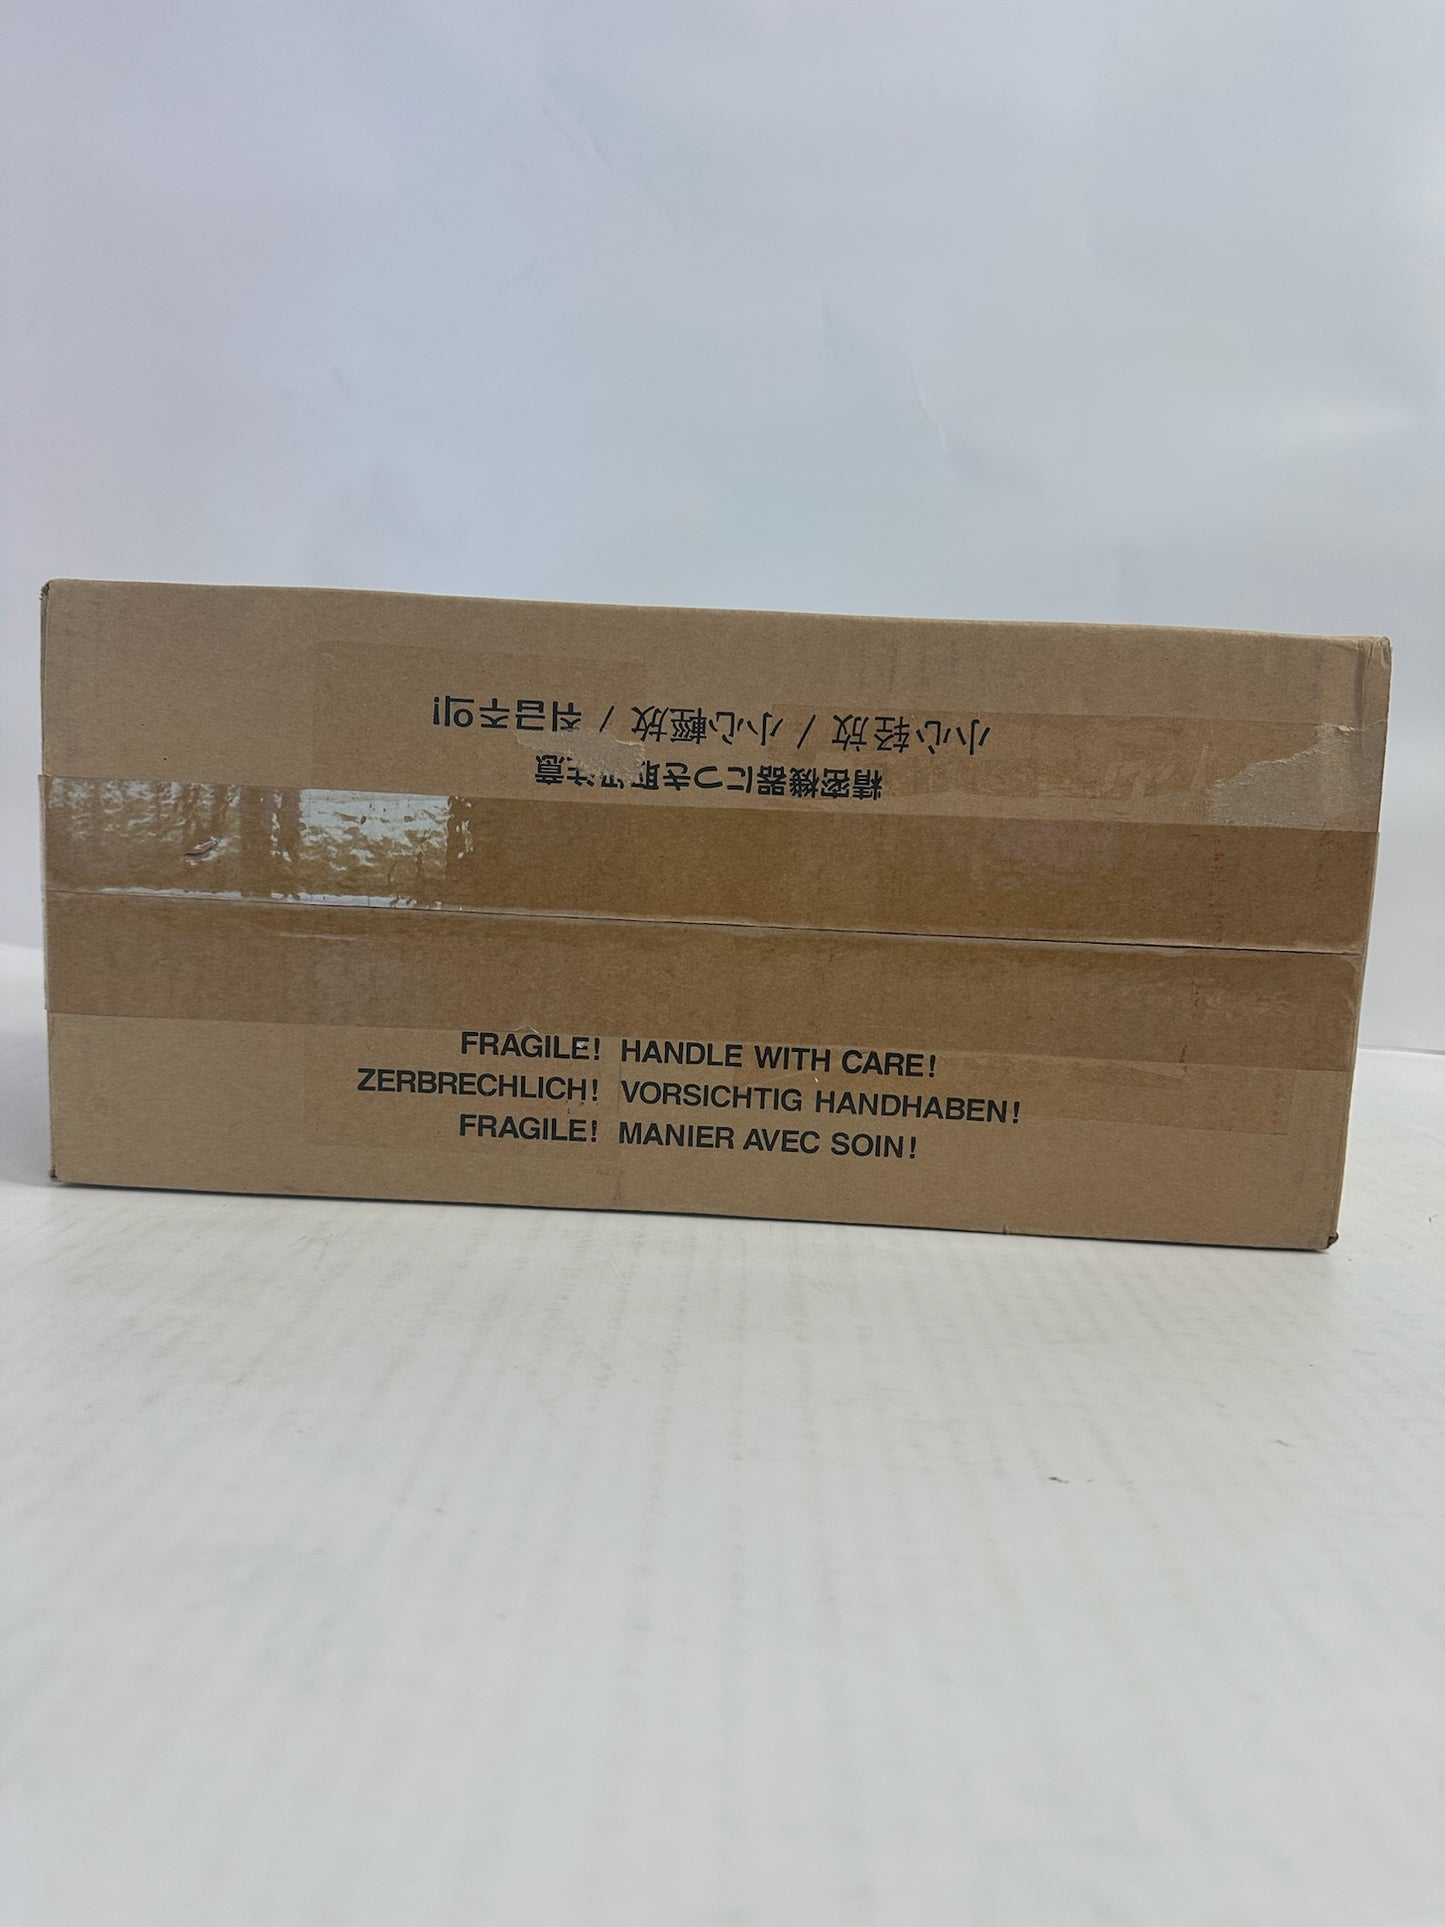 小心轻放 / 小心輕放 / 취급주의!
精密機器につき取扱注意
FRAGILE! HANDLE WITH CARE!
ZERBRECHLICH! VORSICHTIG HANDHABEN!
FRAGILE! MANIER AVEC SOIN!